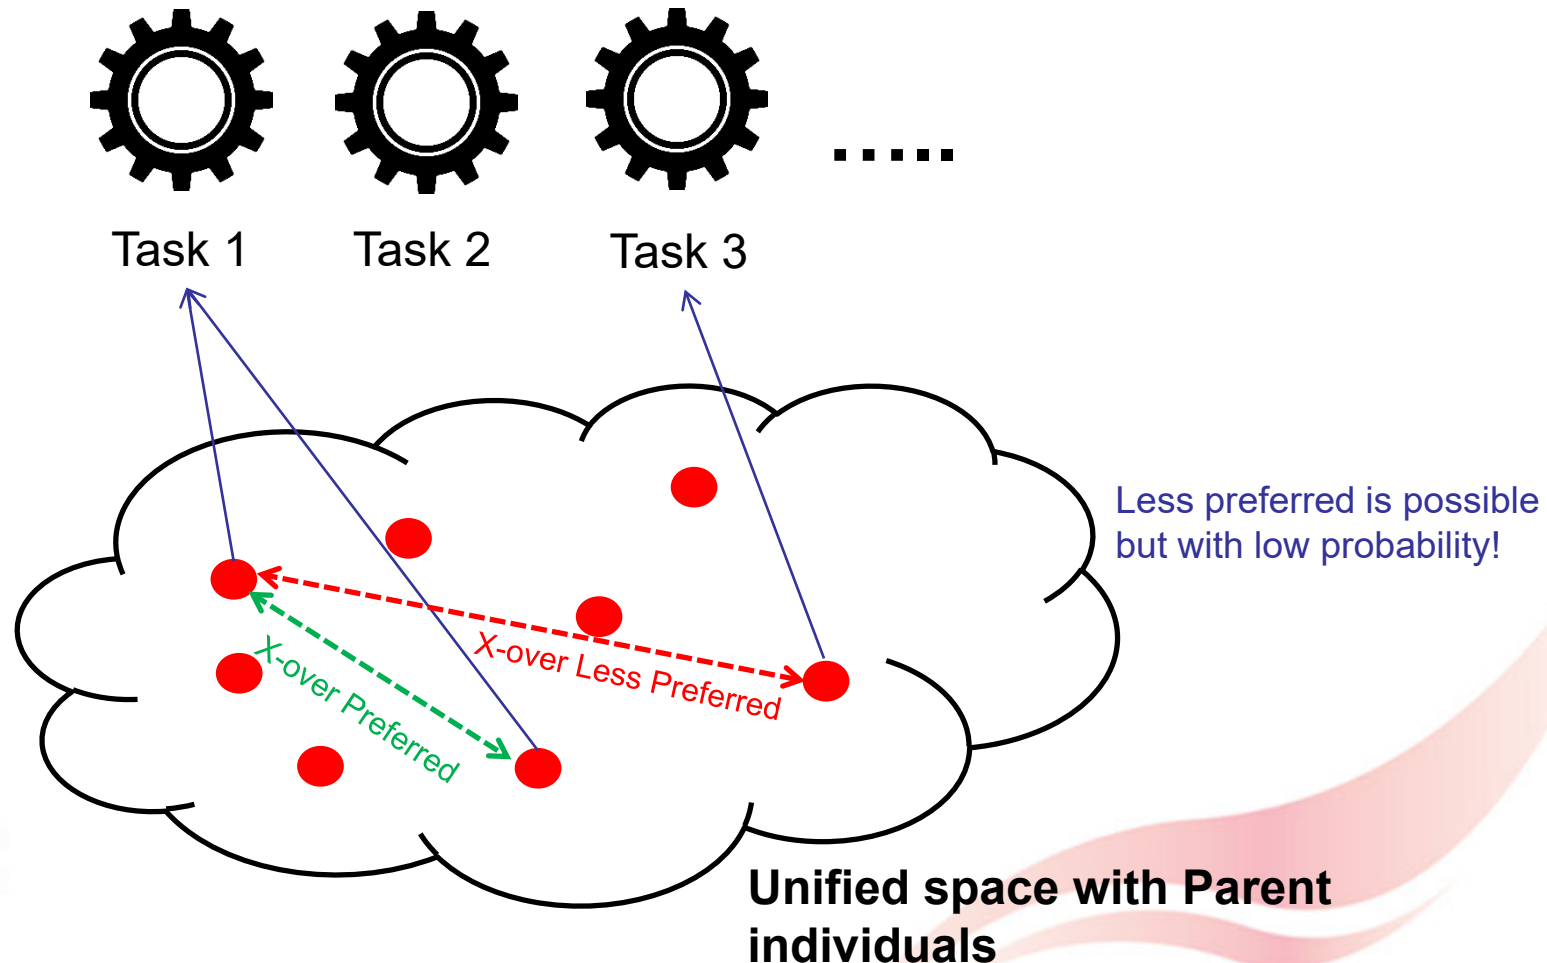 .....
Task 1
Task 2
Task 3
Less preferred is possible
but with low probability!
X-over Less Preferred
X-over Preferred
Unified space with Parent
individuals